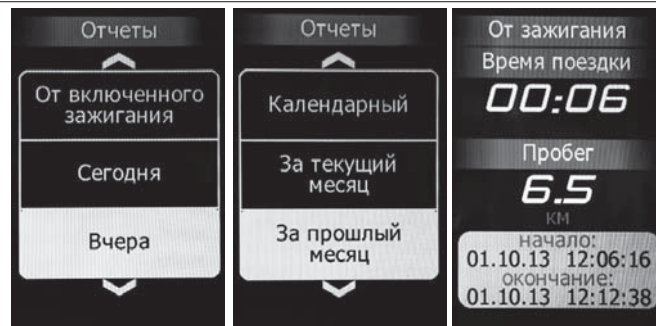 Отчеты
От включенного
зажигания
Сегодня
Вчера
Отчеты
Календарный
За текущий
месяц
За прошлый
месяц
От зажигания
Время поездки
00:06
Пробег
6.5
КМ
начало:
01.10.13 12:06:16
окончание:
01.10.13 12:12:38